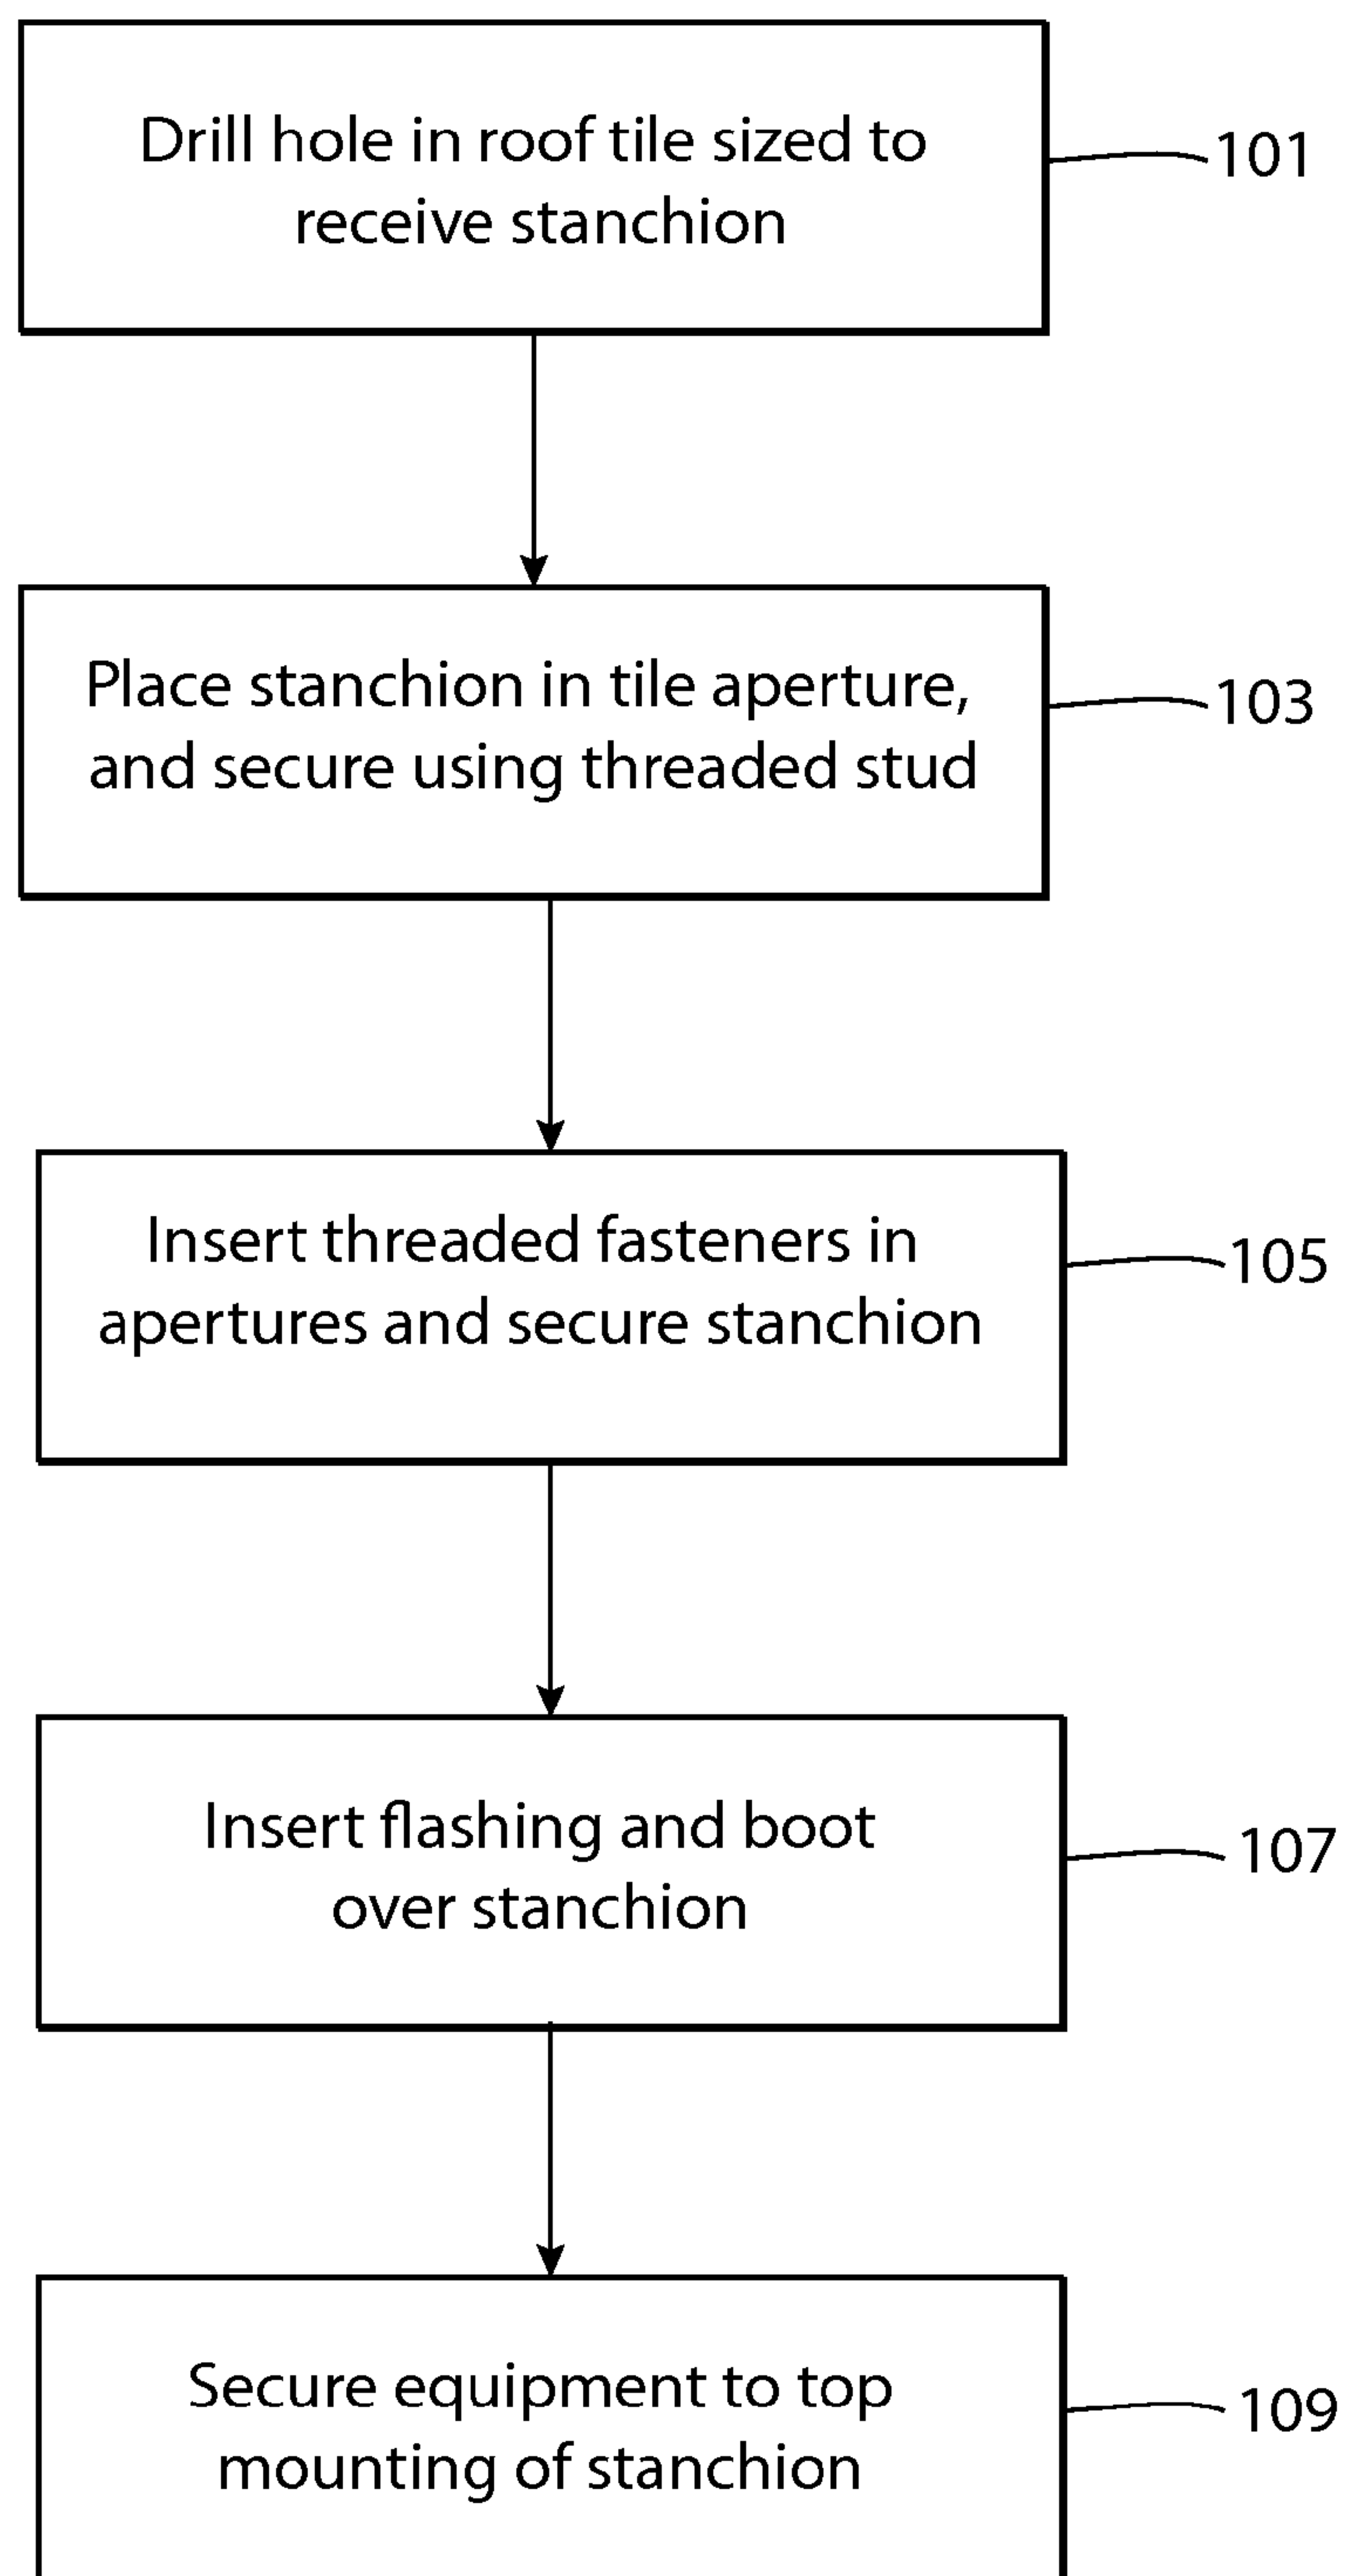 Drill hole in roof tile sized to
receive stanchion
101
Place stanchion in tile aperture,
and secure using threaded stud
103
Insert threaded fasteners in
apertures and secure stanchion
105
Insert flashing and boot
over stanchion
107
Secure equipment to top
mounting of stanchion
109